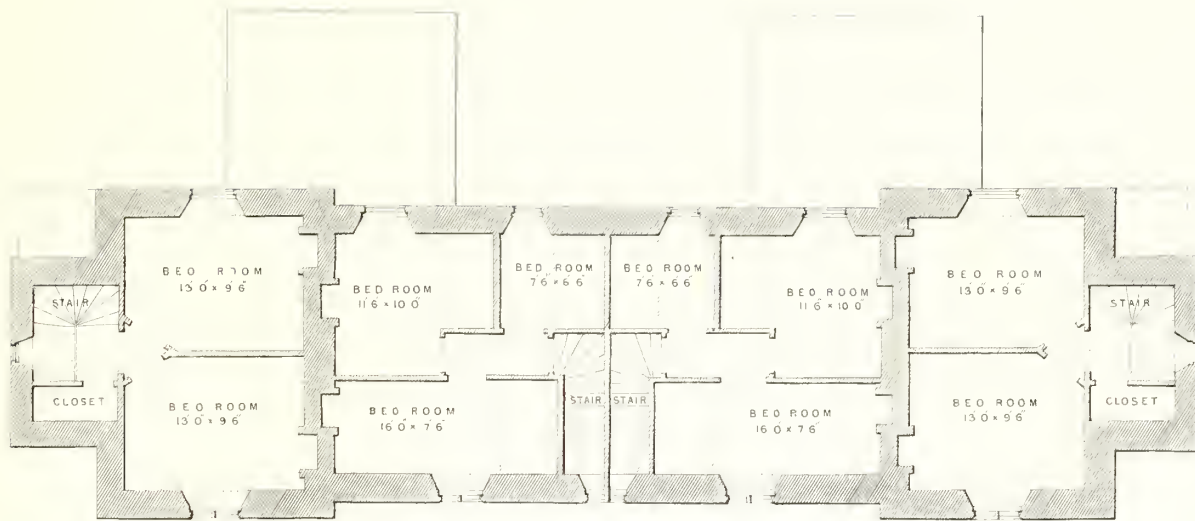 BED ROOM
13'0" × 9'6"
STAIR
CLOSET
BED ROOM
13'0" × 9'6"
BED ROOM
11'6" × 10'0"
BED ROOM
7'6" × 6'6"
BED ROOM
7'6" × 6'6"
BED ROOM
11'6" × 10'0"
BED ROOM
16'0" × 7'6"
STAIR
STAIR
BED ROOM
16'0" × 7'6"
BED ROOM
13'0" × 9'6"
STAIR
BED ROOM
13'0" × 9'6"
CLOSET